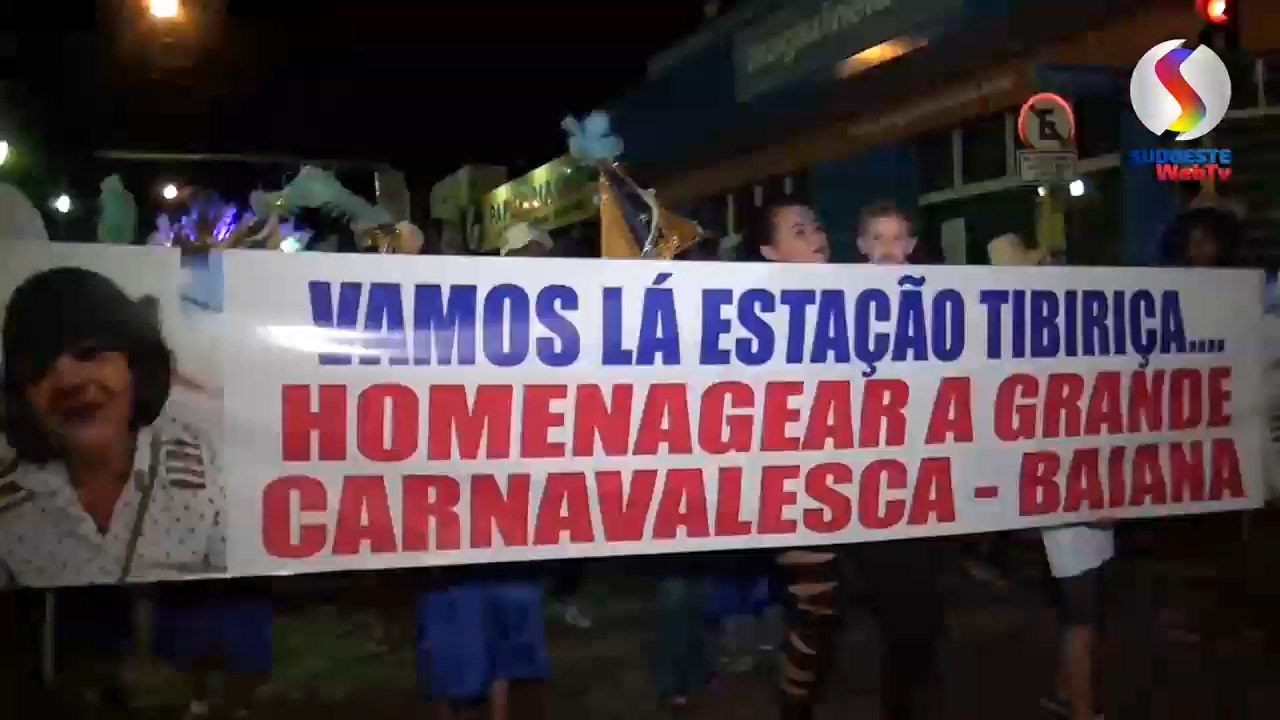 SUDOESTE
WebTv
E
VAMOS LÁ ESTAÇÃO TIBIRIÇA....
HOMENAGEAR A GRANDE
CARNAVALESCA - BAIANA